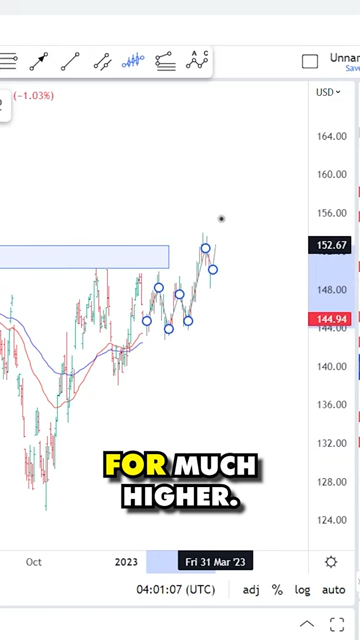 A C
Unnan
Save
(−1.03%)
USD
164.00
160.00
156.00
152.67
148.00
144.94
144.00
140.00
136.00
132.00
128.00
124.00
FOR MUCH
HIGHER.
Oct
2023
Fri 31 Mar '23
04:01:07 (UTC)
adj % log auto